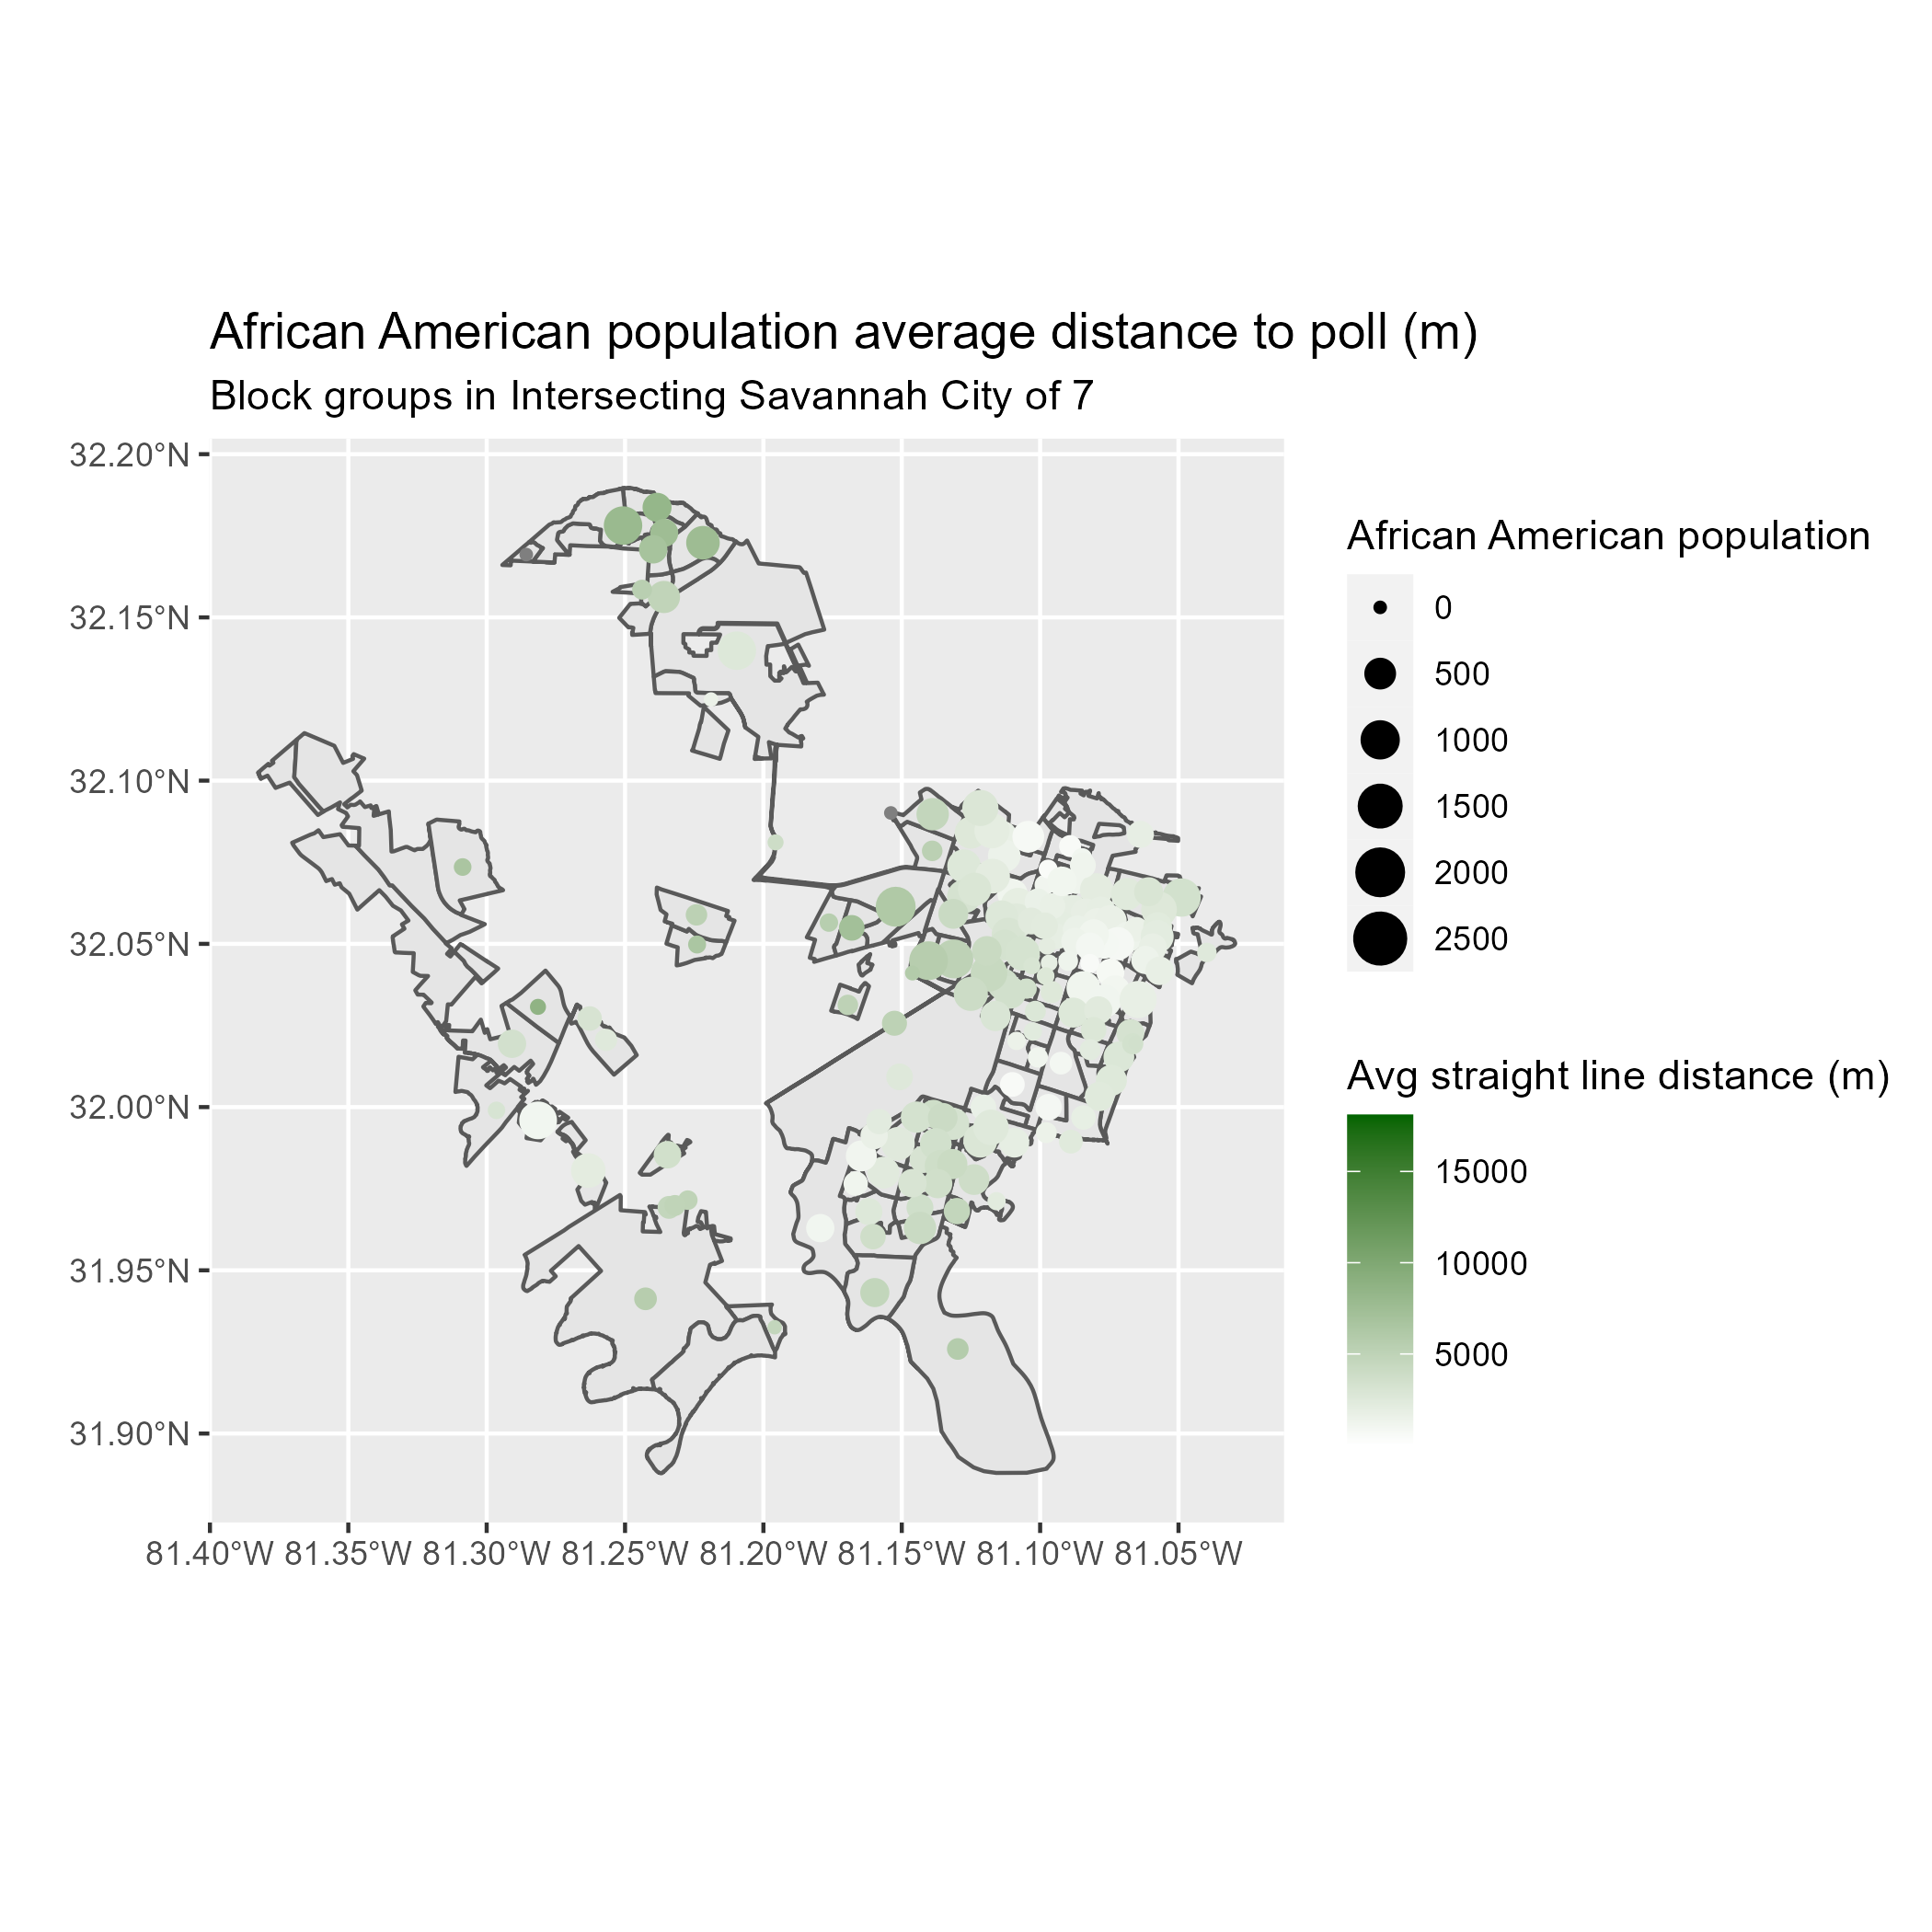 African American population average distance to poll (m)
Block groups in Intersecting Savannah City of 7
32.20°N
32.15°N
32.10°N
32.05°N
32.00°N
31.95°N
31.90°N
81.40°W 81.35°W 81.30°W 81.25°W 81.20°W 81.15°W 81.10°W 81.05°W
African American population
0
500
1000
1500
2000
2500
Avg straight line distance (m)
15000
10000
5000